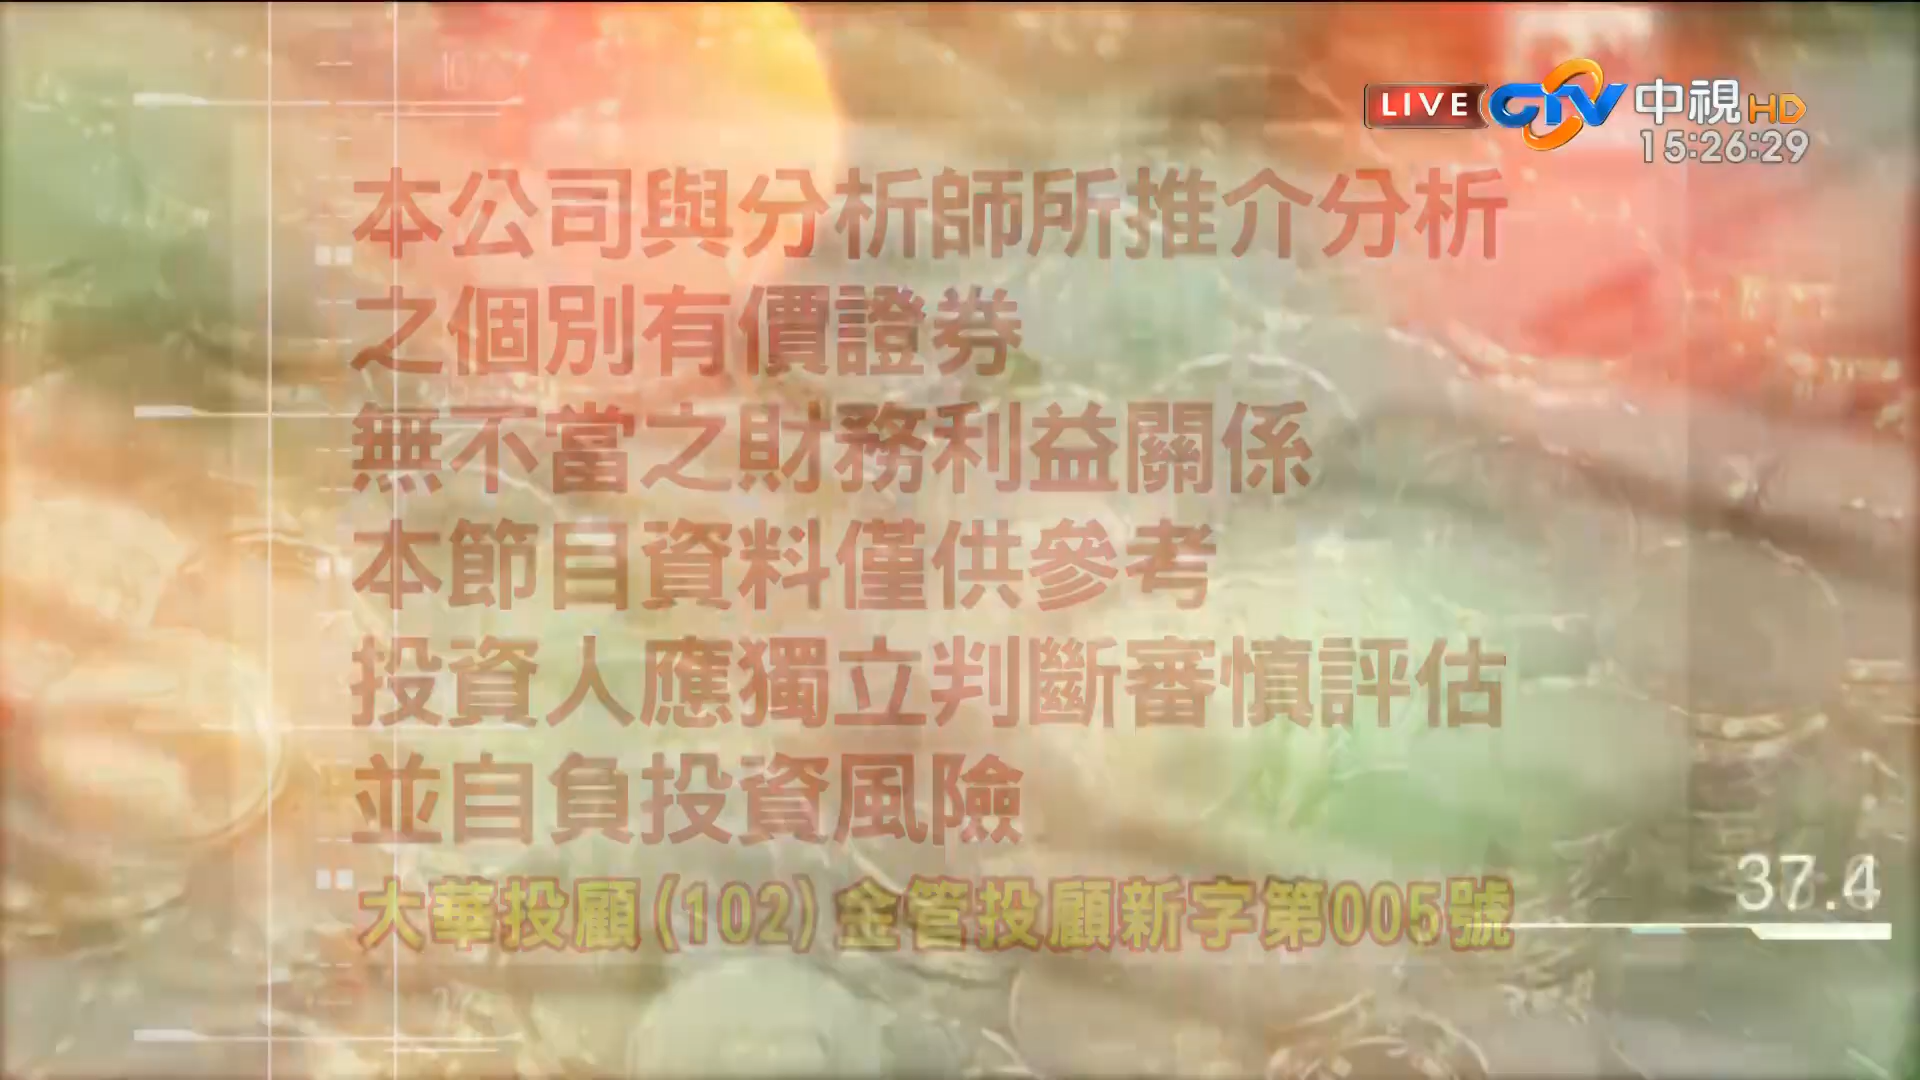 LIVE CTV 中視 HD
15:26:29
本公司與分析師所推介分析
之個別有價證券
無不當之財務利益關係
本節目資料僅供參考
投資人應獨立判斷審慎評估
並自負投資風險
大華投顧(102)金管投顧新字第005號